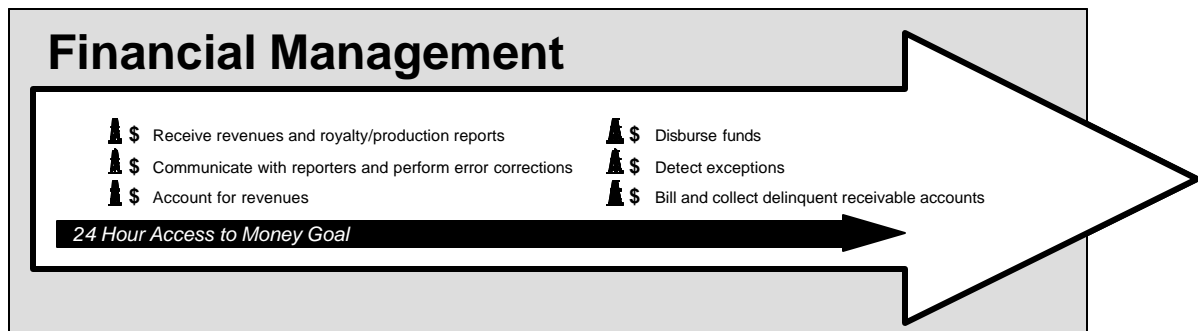 Financial Management
$ Receive revenues and royalty/production reports
$ Communicate with reporters and perform error corrections
$ Account for revenues
$ Disburse funds
$ Detect exceptions
$ Bill and collect delinquent receivable accounts
24 Hour Access to Money Goal